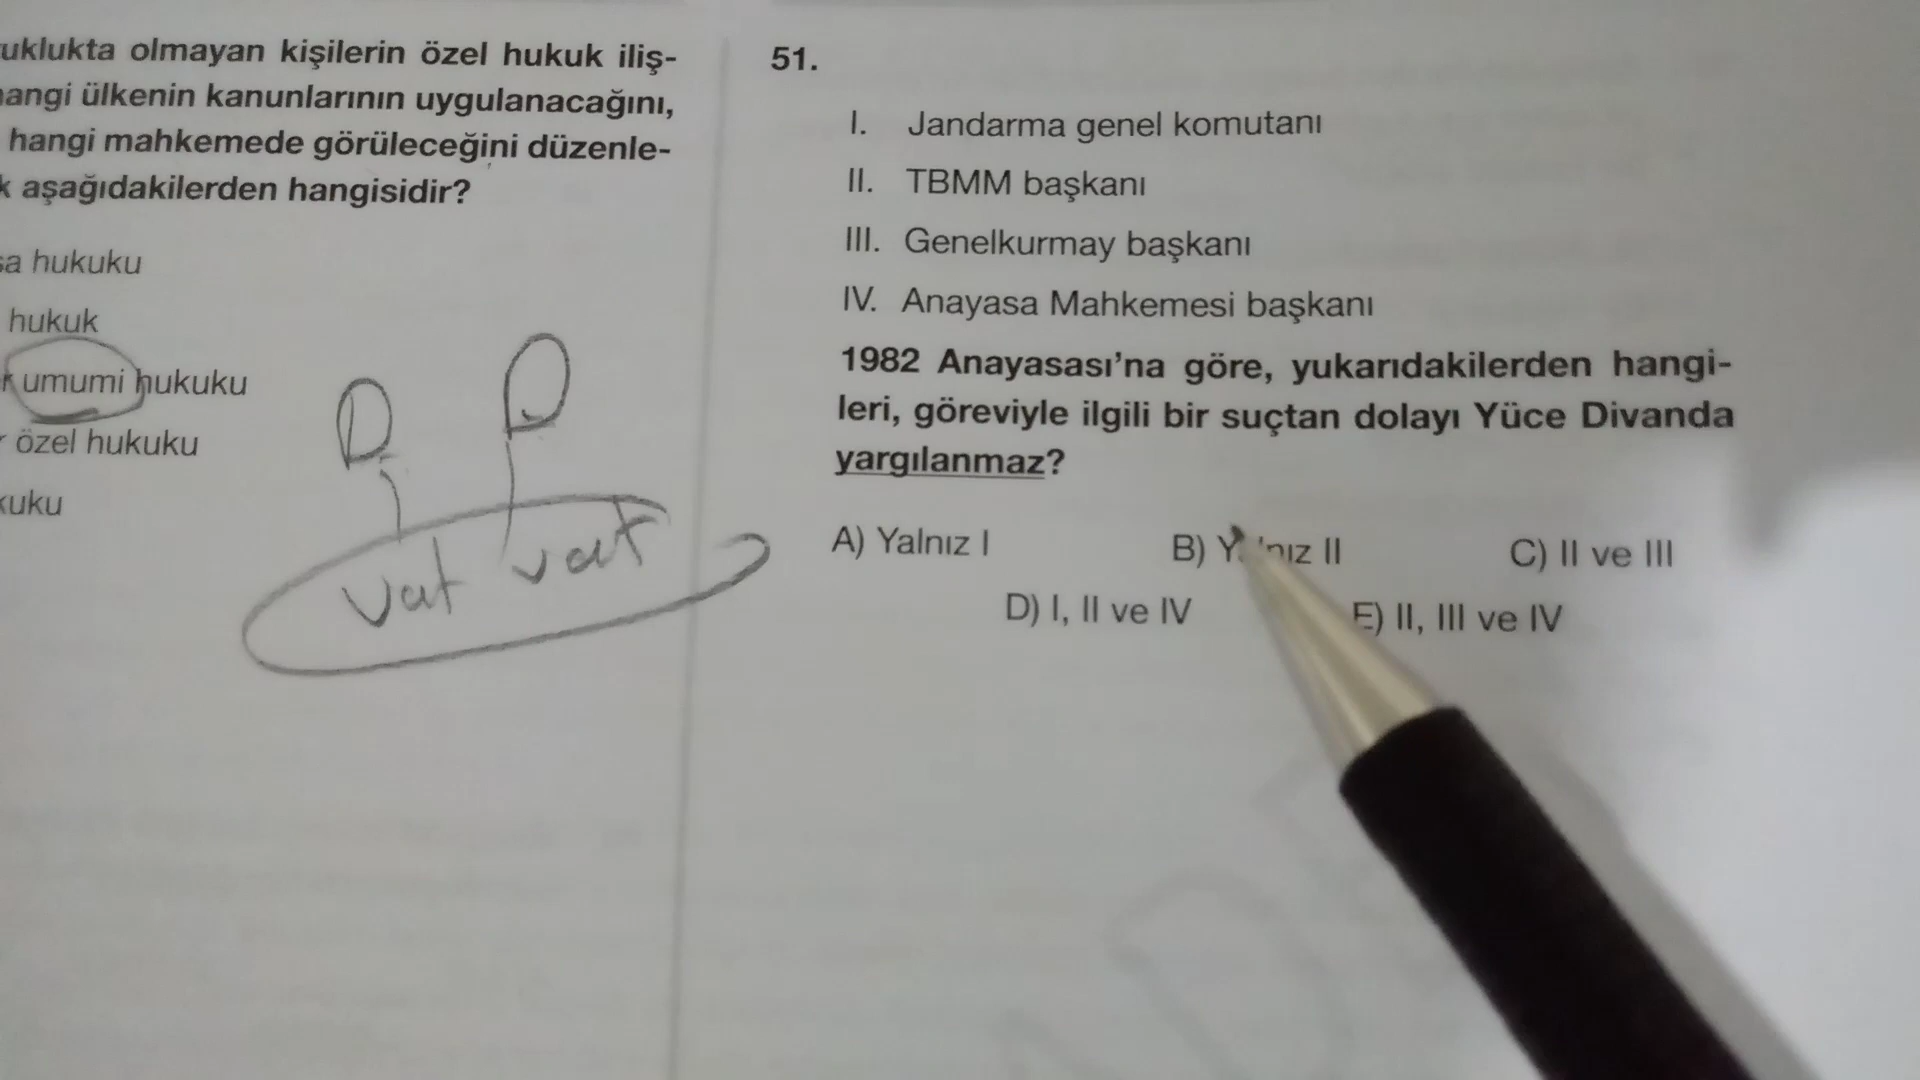 olmayan kişilerin özel hukuk iliş-
ülkenin kanunlarının uygulanacağını,
hangi mahkemede görüleceğini düzenle-
aşağıdakilerden hangisidir?
hukuku
hukuk
umumi hukuku
özel hukuku
vat vat
51.
I. Jandarma genel komutanı
II. TBMM başkanı
III. Genelkurmay başkanı
IV. Anayasa Mahkemesi başkanı
1982 Anayasası'na göre, yukarıdakilerden hangi-
leri, göreviyle ilgili bir suçtan dolayı Yüce Divanda
yargılanmaz?
A) Yalnız I B) Yalnız II C) II ve III
D) I, II ve IV E) II, III ve IV